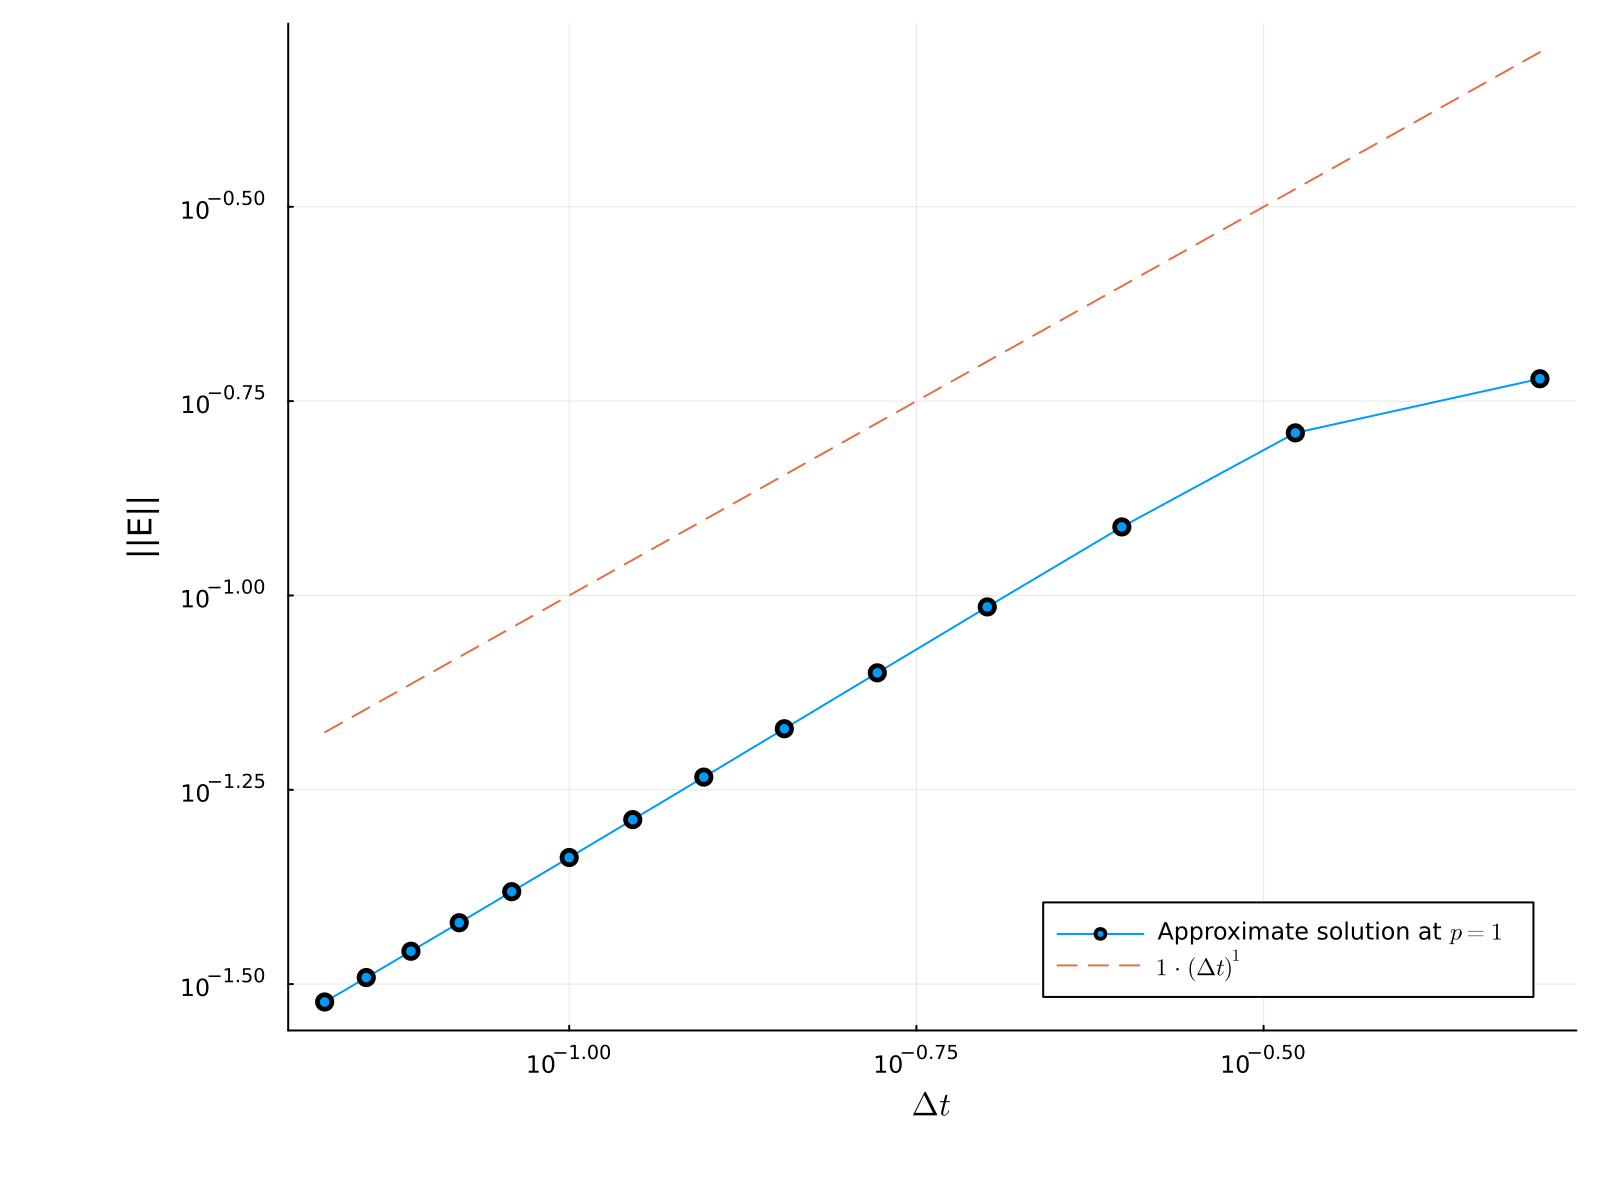 10^−0.50
10^−0.75
10^−1.00
10^−1.25
10^−1.50
||E||
Approximate solution at p = 1
1 · (Δt)^1
10^−1.00 10^−0.75 10^−0.50
Δt